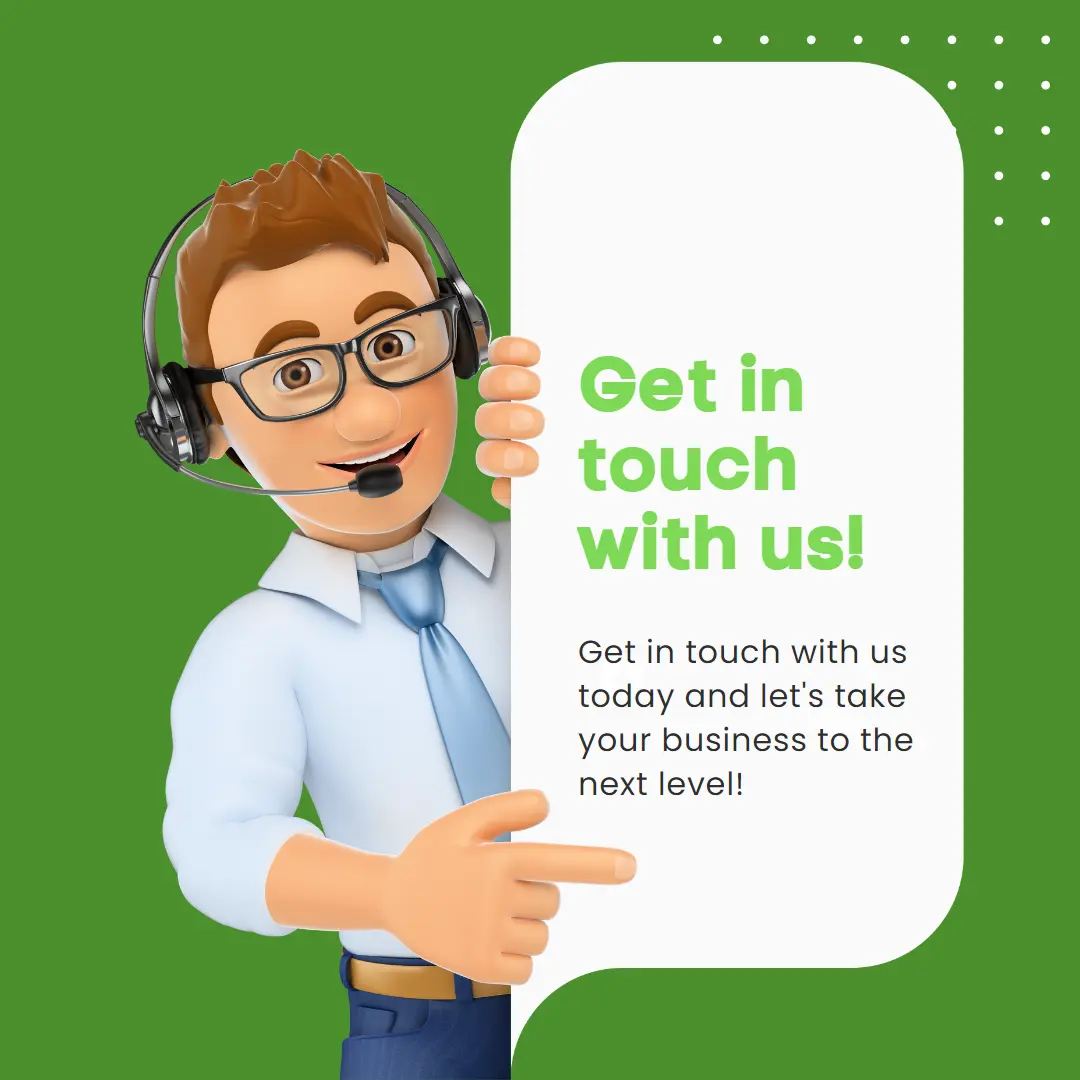 Get in
touch
with us!
Get in touch with us
today and let's take
your business to the
next level!